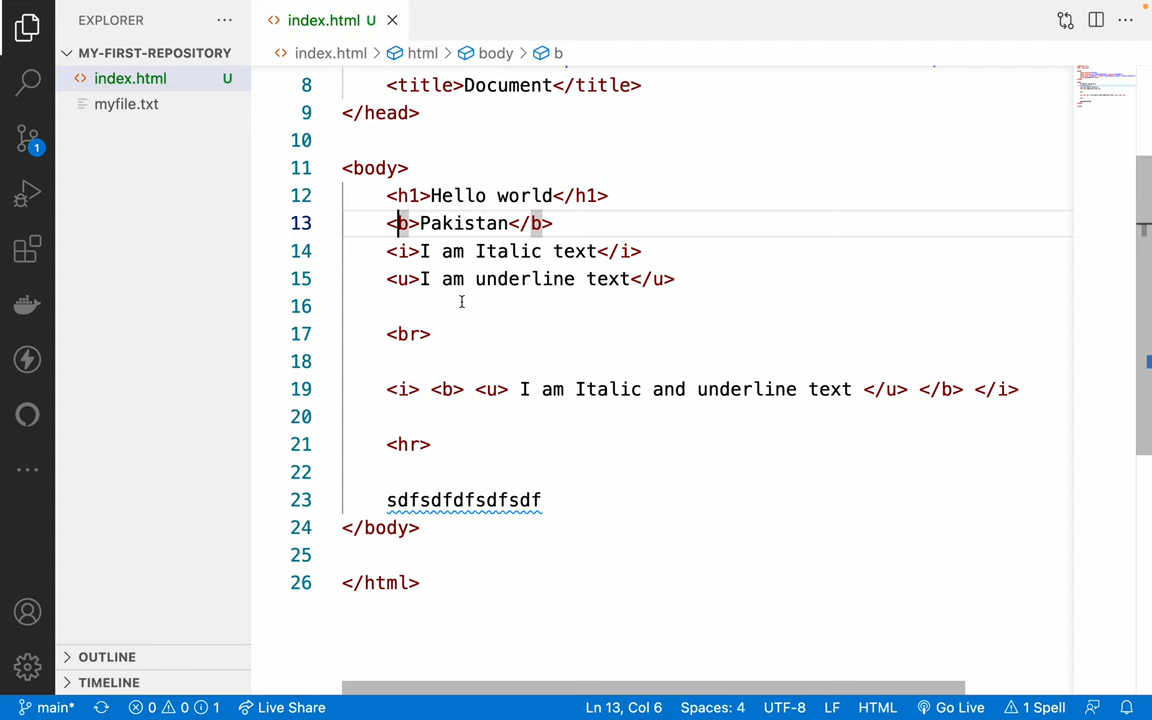 EXPLORER
MY-FIRST-REPOSITORY
index.html U
myfile.txt
OUTLINE
TIMELINE
1
index.html U
index.html > html > body > b
8 <title>Document</title>
9 </head>
10
11 <body>
12 <h1>Hello world</h1>
13 <b>Pakistan</b>
14 <i>I am Italic text</i>
15 <u>I am underline text</u>
16
17 <br>
18
19 <i> <b> <u> I am Italic and underline text </u> </b> </i>
20
21 <hr>
22
23 sdfsdfdfsdfsdf
24 </body>
25
26 </html>
main* 0 0 1 Live Share Ln 13, Col 6 Spaces: 4 UTF-8 LF HTML Go Live 1 Spell